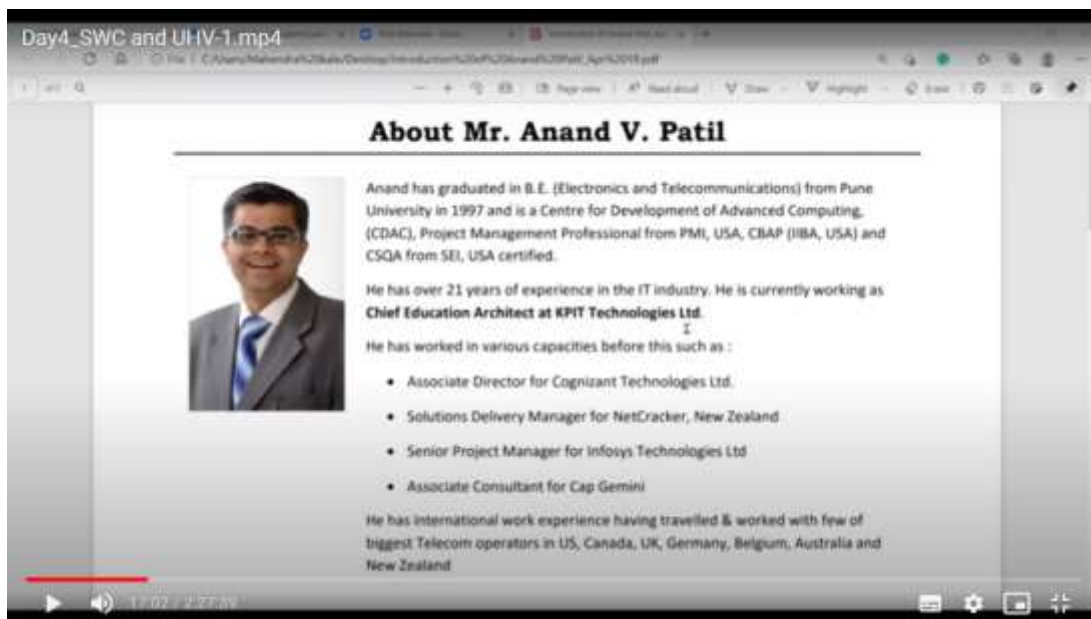 Day4_SWC and UHV-1.mp4
About Mr. Anand V. Patil
Anand has graduated in B.E. (Electronics and Telecommunications) from Pune
University in 1997 and is a Centre for Development of Advanced Computing,
(CDAC), Project Management Professional from PMI, USA, CBAP (IIBA, USA) and
CSQA from SEI, USA certified.
He has over 21 years of experience in the IT industry. He is currently working as
Chief Education Architect at KPIT Technologies Ltd.
He has worked in various capacities before this such as :
• Associate Director for Cognizant Technologies Ltd.
• Solutions Delivery Manager for NetCracker, New Zealand
• Senior Project Manager for Infosys Technologies Ltd
• Associate Consultant for Cap Gemini
He has international work experience having travelled & worked with few of
biggest Telecom operators in US, Canada, UK, Germany, Belgium, Australia and
New Zealand